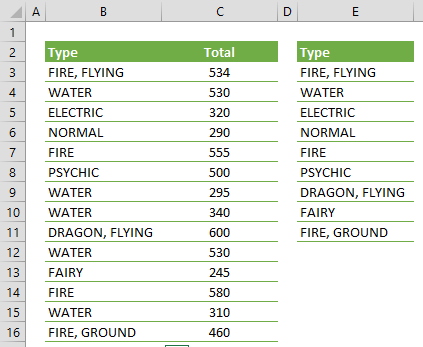 A B C D E
1
2 Type Total Type
3 FIRE, FLYING 534 FIRE, FLYING
4 WATER 530 WATER
5 ELECTRIC 320 ELECTRIC
6 NORMAL 290 NORMAL
7 FIRE 555 FIRE
8 PSYCHIC 500 PSYCHIC
9 WATER 295 DRAGON, FLYING
10 WATER 340 FAIRY
11 DRAGON, FLYING 600 FIRE, GROUND
12 WATER 530
13 FAIRY 245
14 FIRE 580
15 WATER 310
16 FIRE, GROUND 460